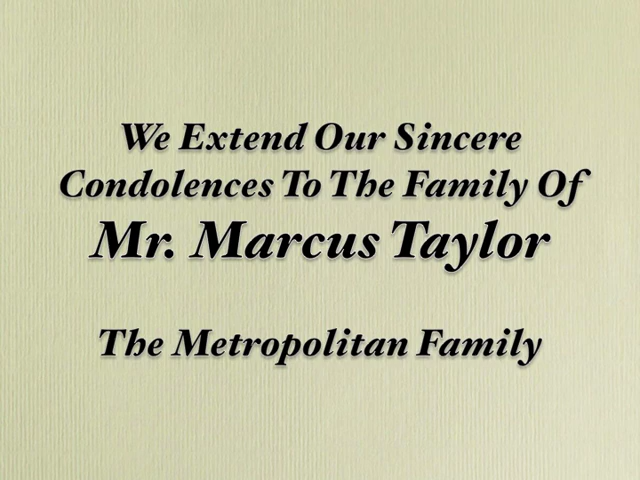 We Extend Our Sincere
Condolences To The Family Of
Mr. Marcus Taylor
The Metropolitan Family